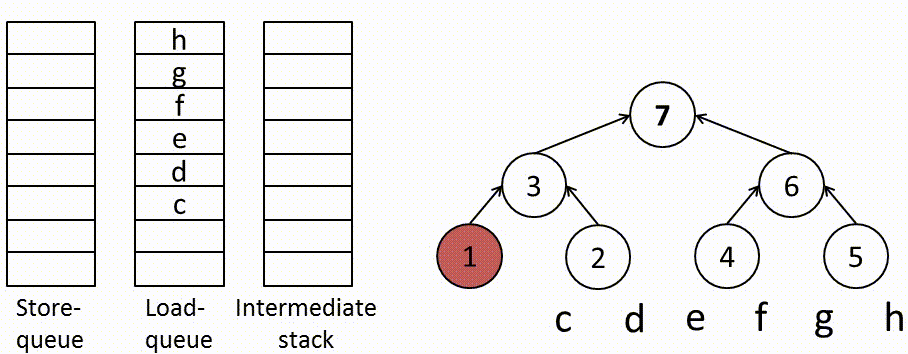 h
g
f
e
d
c
Store-
queue
Load-
queue
Intermediate
stack
7
3
6
1
2
4
5
c d e f g h